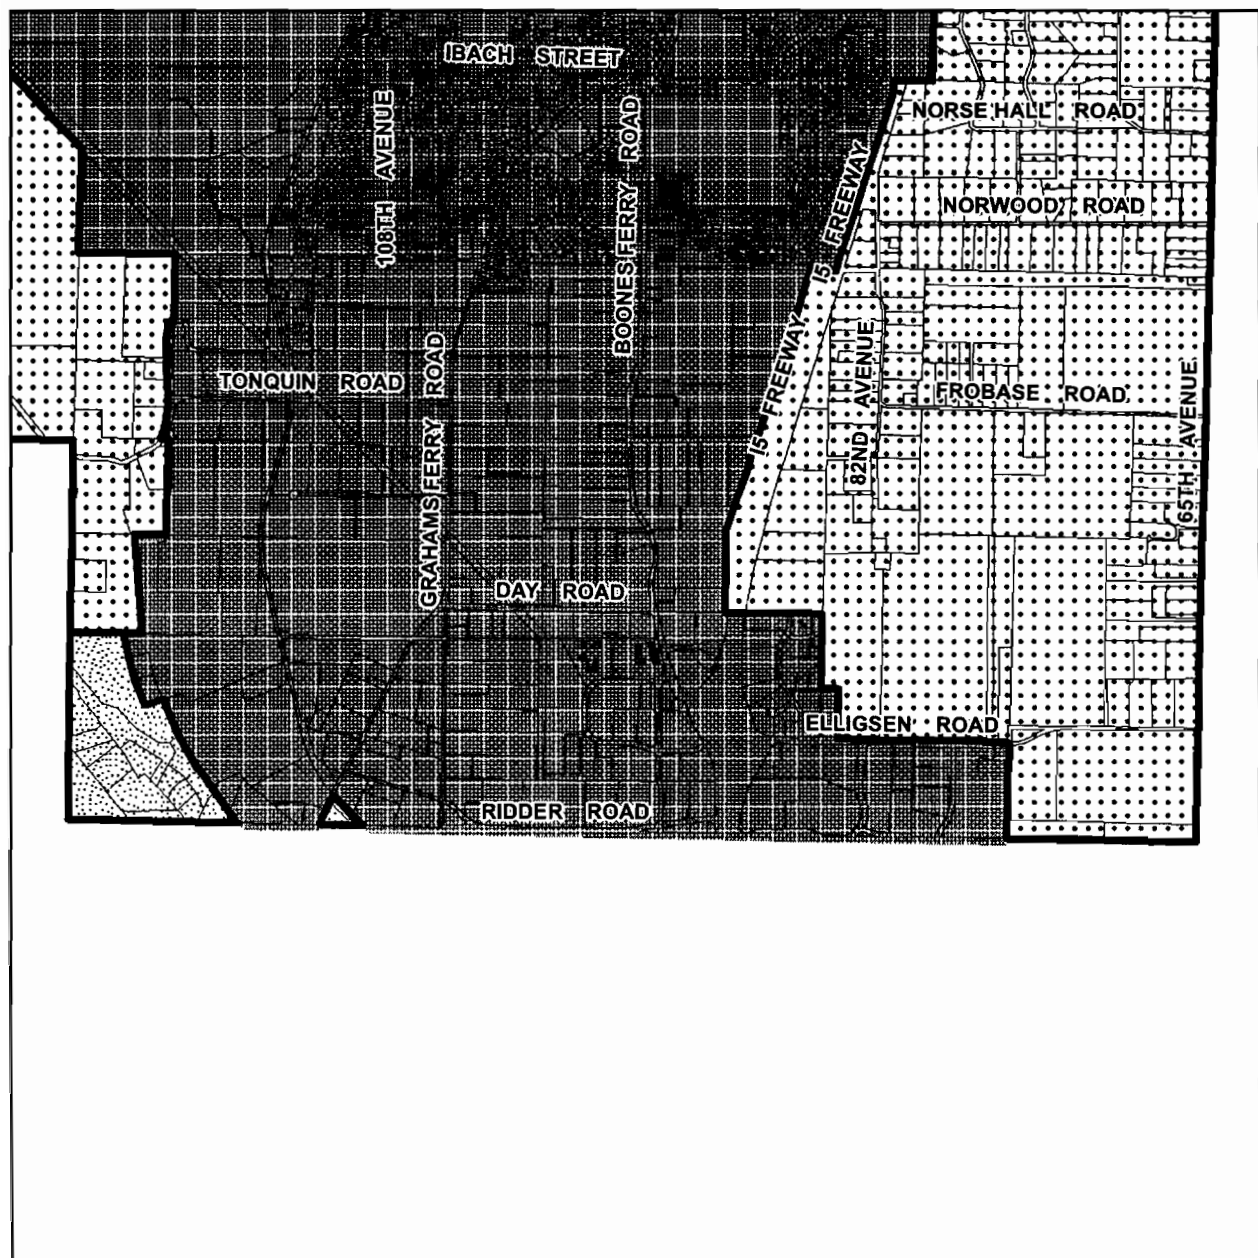 IBACH STREET
108TH AVENUE
BOONES FERRY ROAD
NORSE HALL ROAD
I5 FREEWAY
NORWOOD ROAD
I5 FREEWAY
82ND AVENUE
GRAHAMS FERRY ROAD
TONQUIN ROAD
FROBASE ROAD
65TH AVENUE
DAY ROAD
ELLIGSEN ROAD
RIDDER ROAD